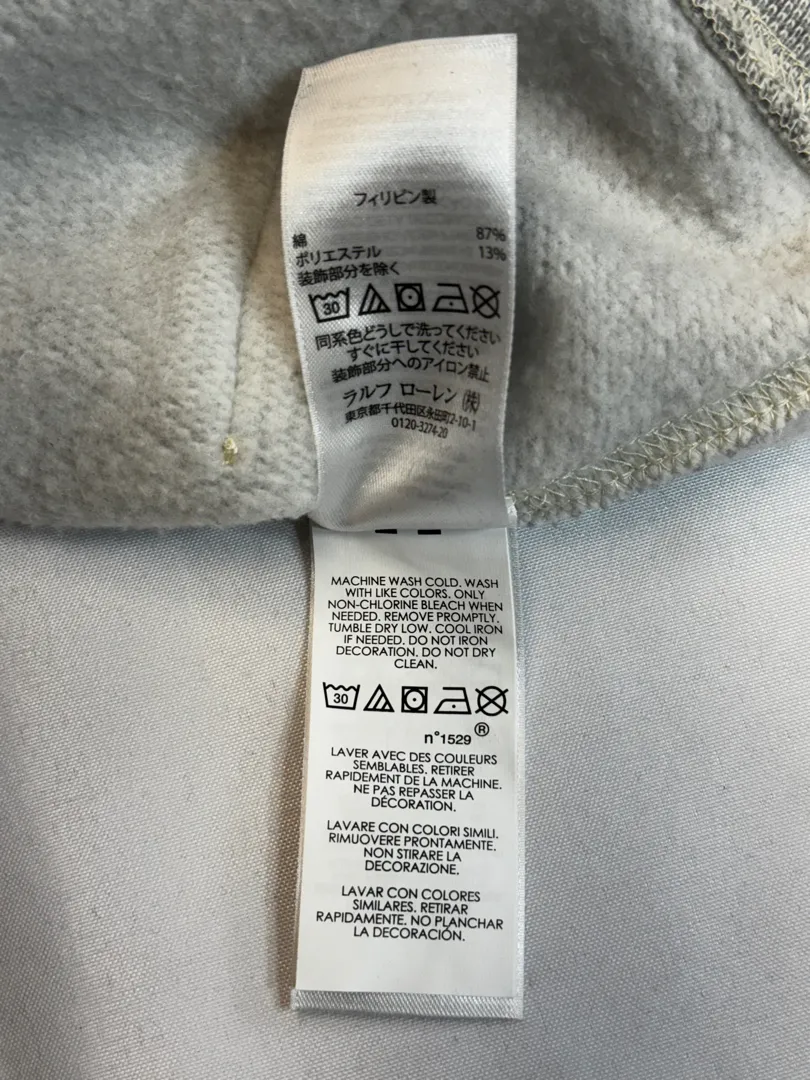 フィリピン製
綿 87%
ポリエステル 13%
装飾部分を除く
30
同系色どうしで洗ってください
すぐに干してください
装飾部分へのアイロン禁止
ラルフ ローレン ㈱
東京都千代田区永田町2-10-1
0120-3274-20
MACHINE WASH COLD. WASH
WITH LIKE COLORS. ONLY
NON-CHLORINE BLEACH WHEN
NEEDED. REMOVE PROMPTLY.
TUMBLE DRY LOW. COOL IRON
IF NEEDED. DO NOT IRON
DECORATION. DO NOT DRY
CLEAN.
30
n°1529 ®
LAVER AVEC DES COULEURS
SEMBLABLES. RETIRER
RAPIDEMENT DE LA MACHINE.
NE PAS REPASSER LA
DÉCORATION.
LAVARE CON COLORI SIMILI.
RIMUOVERE PRONTAMENTE.
NON STIRARE LA
DECORAZIONE.
LAVAR CON COLORES
SIMILARES. RETIRAR
RAPIDAMENTE. NO PLANCHAR
LA DECORACIÓN.